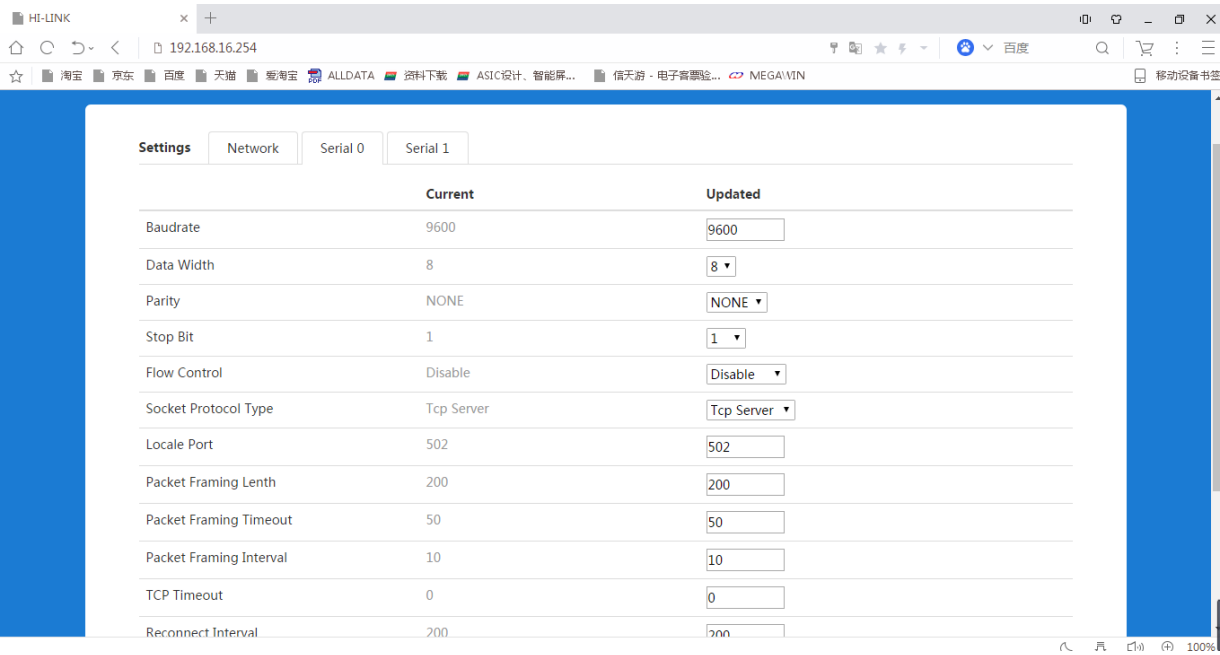 HI-LINK
192.168.16.254
百度
淘宝 京东 百度 天猫 爱淘宝 ALLDATA 资料下载 ASIC设计、智能屏... 信天游 - 电子客票验... MEGAWIN 移动设备书签
Settings Network Serial 0 Serial 1
Current Updated
Baudrate 9600 9600
Data Width 8 8
Parity NONE NONE
Stop Bit 1 1
Flow Control Disable Disable
Socket Protocol Type Tcp Server Tcp Server
Locale Port 502 502
Packet Framing Lenth 200 200
Packet Framing Timeout 50 50
Packet Framing Interval 10 10
TCP Timeout 0 0
Reconnect Interval 200 200
100%